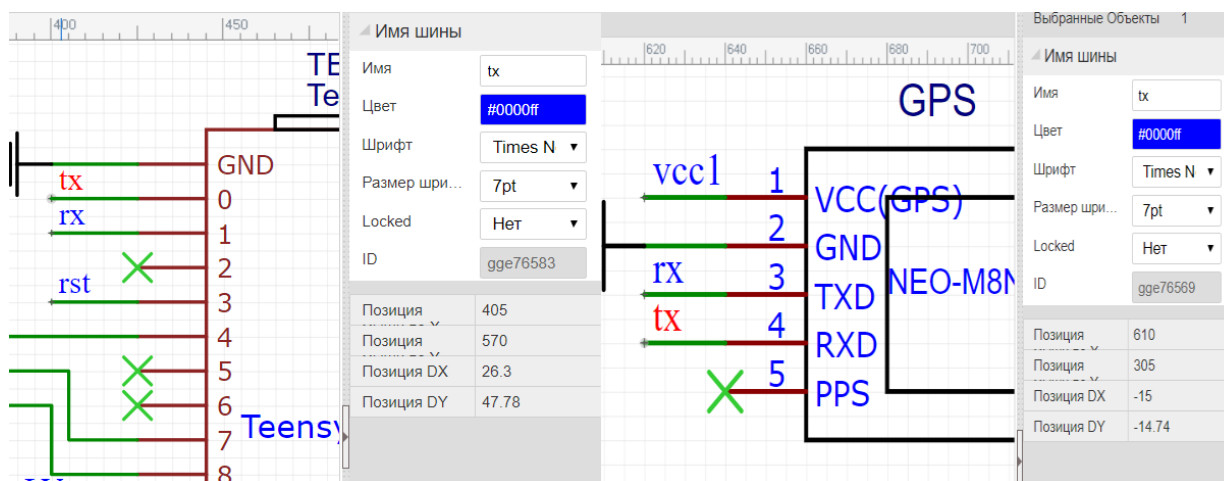 400
450
TE
Te
GND
tx
0
rx
1
2
rst
3
4
5
6
7
8
Teensy
Имя шины
Имя
tx
Цвет
#0000ff
Шрифт
Times N
Размер шри...
7pt
Locked
Нет
ID
gge76583
Позиция
405
Позиция
570
Позиция DX
26.3
Позиция DY
47.78
620
640
660
680
700
GPS
vcc1
1
VCC(GPS)
2
GND
rx
3
TXD
NEO-M8N
tx
4
RXD
5
PPS
Выбранные Объекты 1
Имя шины
Имя
tx
Цвет
#0000ff
Шрифт
Times N
Размер шри...
7pt
Locked
Нет
ID
gge76569
Позиция
610
Позиция
305
Позиция DX
-15
Позиция DY
-14.74